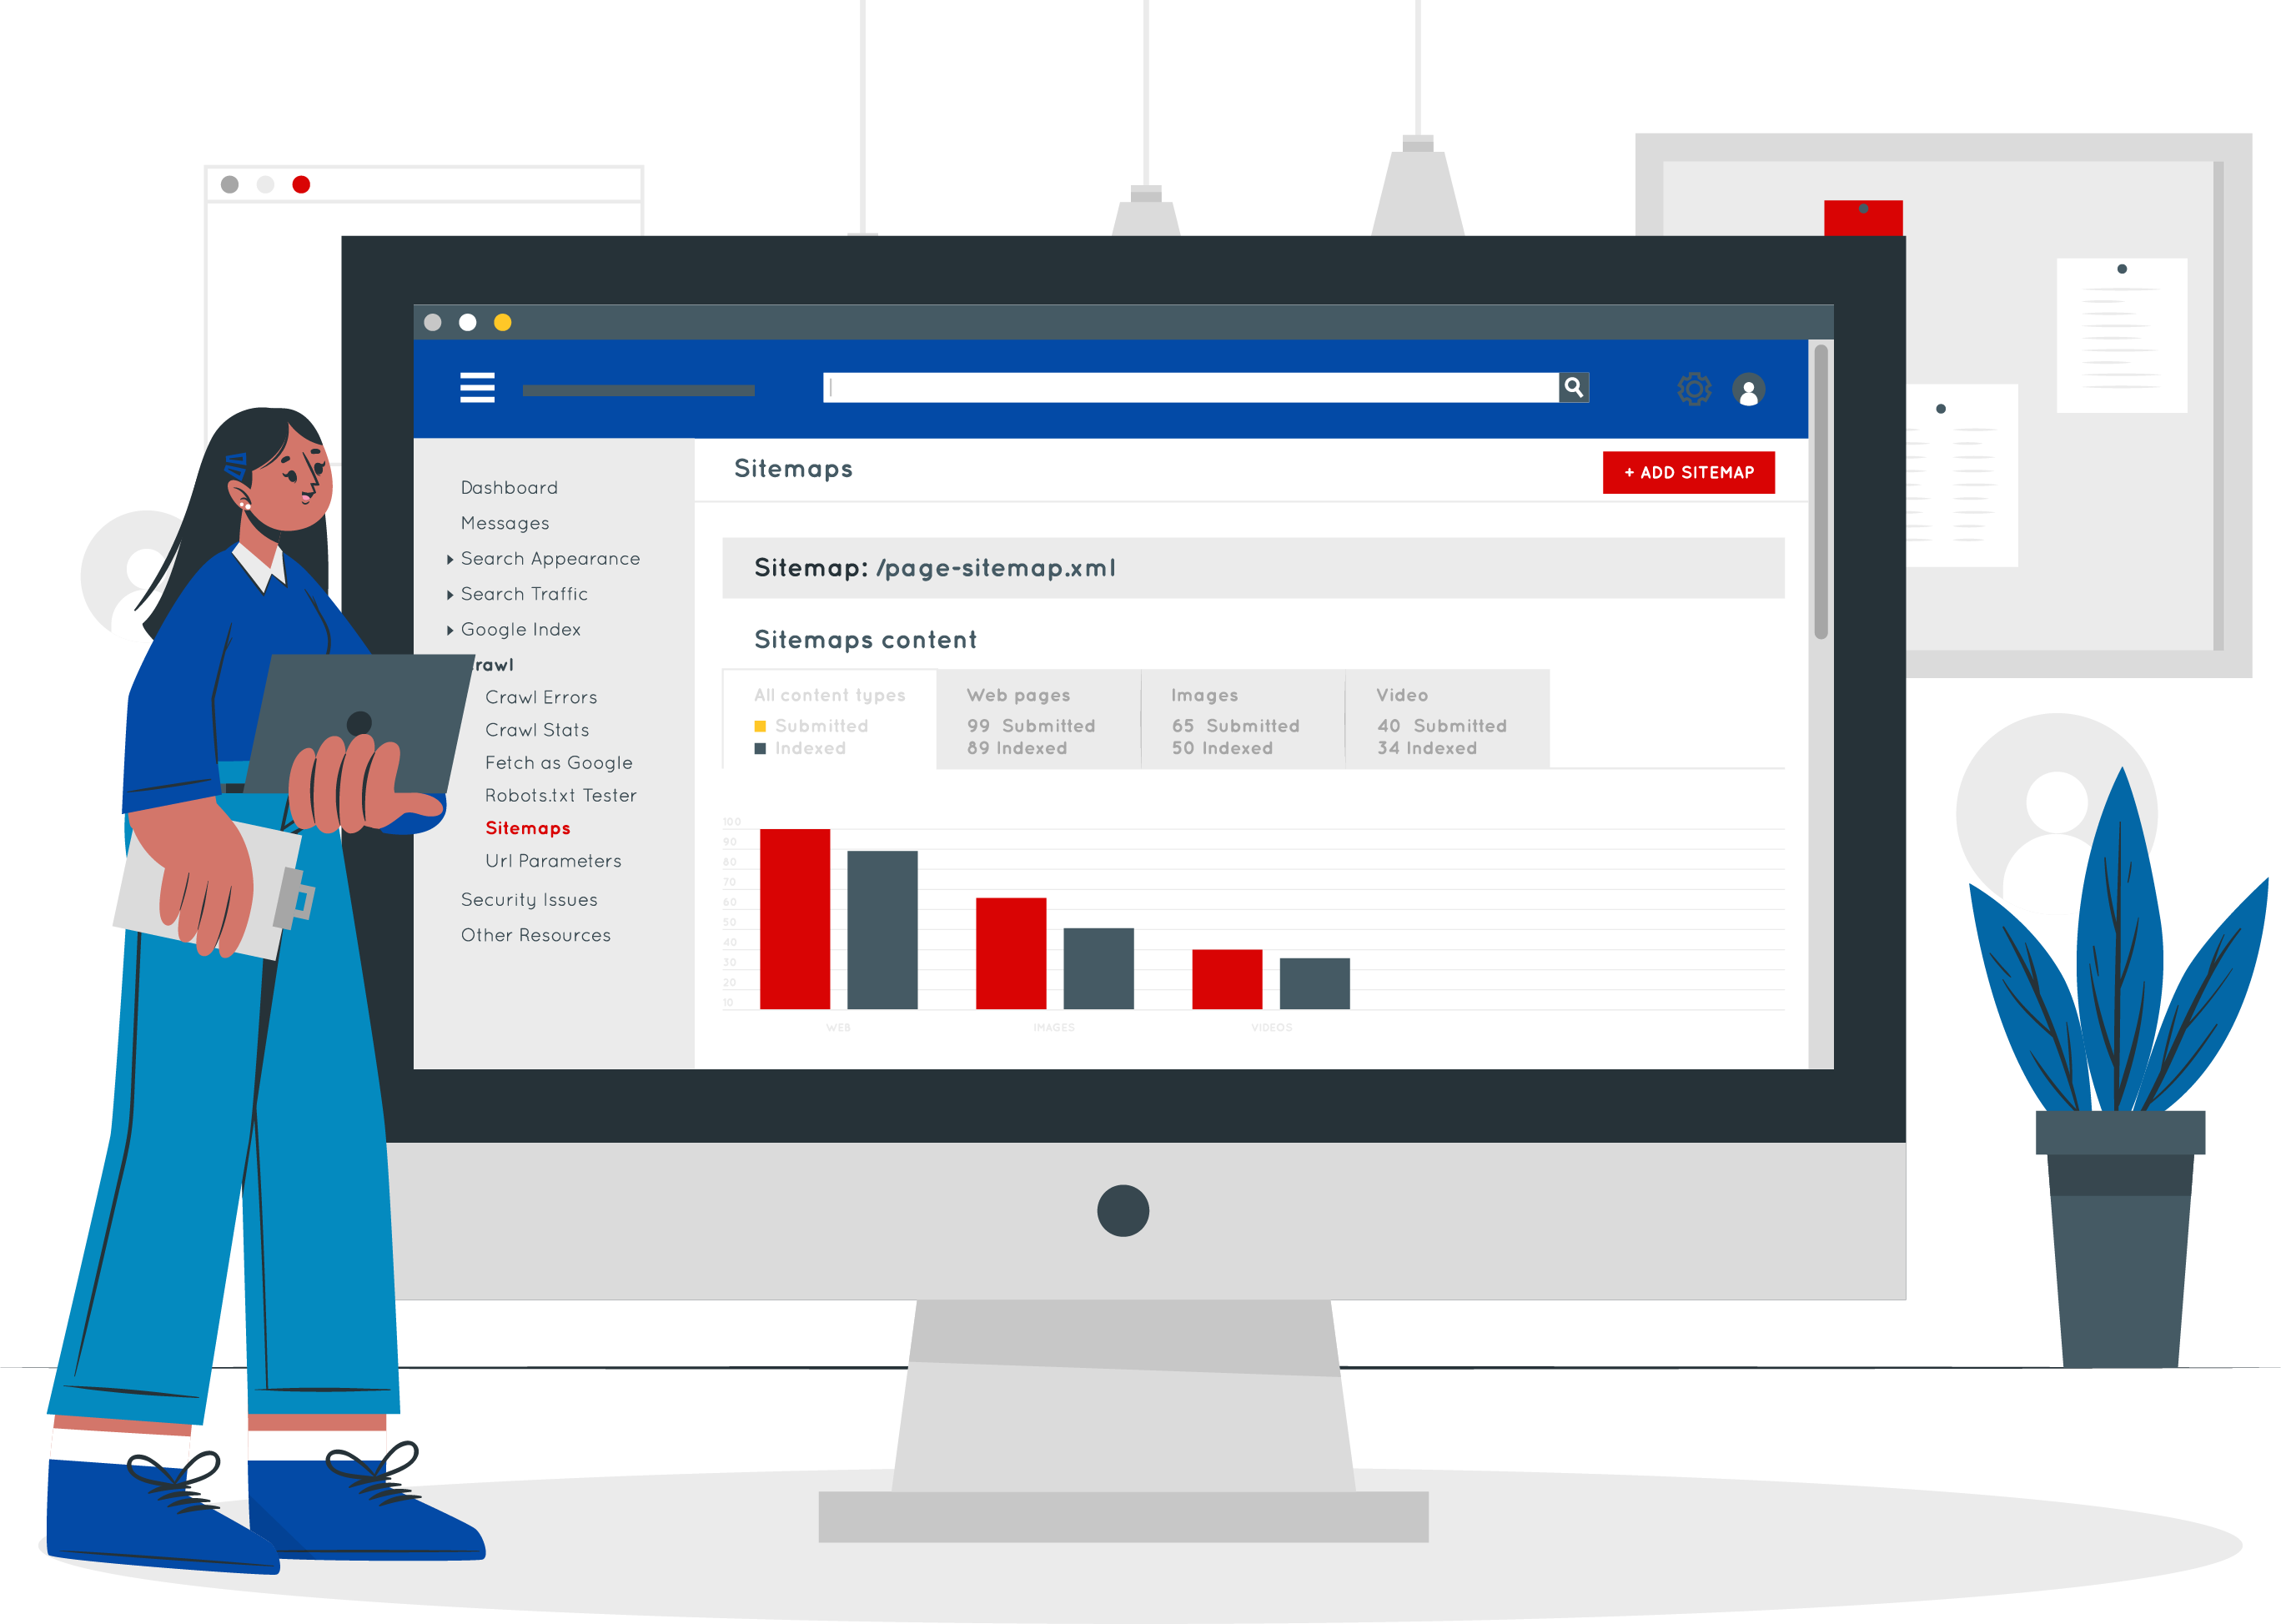 Dashboard
Messages
Search Appearance
Search Traffic
Google Index
rawl
Crawl Errors
Crawl Stats
Fetch as Google
Robots.txt Tester
Sitemaps
Url Parameters
Security Issues
Other Resources
Sitemaps
+ ADD SITEMAP
Sitemap: /page-sitemap.xml
Sitemaps content
All content types
Submitted
Indexed
Web pages
99 Submitted
89 Indexed
Images
65 Submitted
50 Indexed
Video
40 Submitted
34 Indexed
100
90
80
70
60
50
40
30
20
10
WEB
IMAGES
VIDEOS